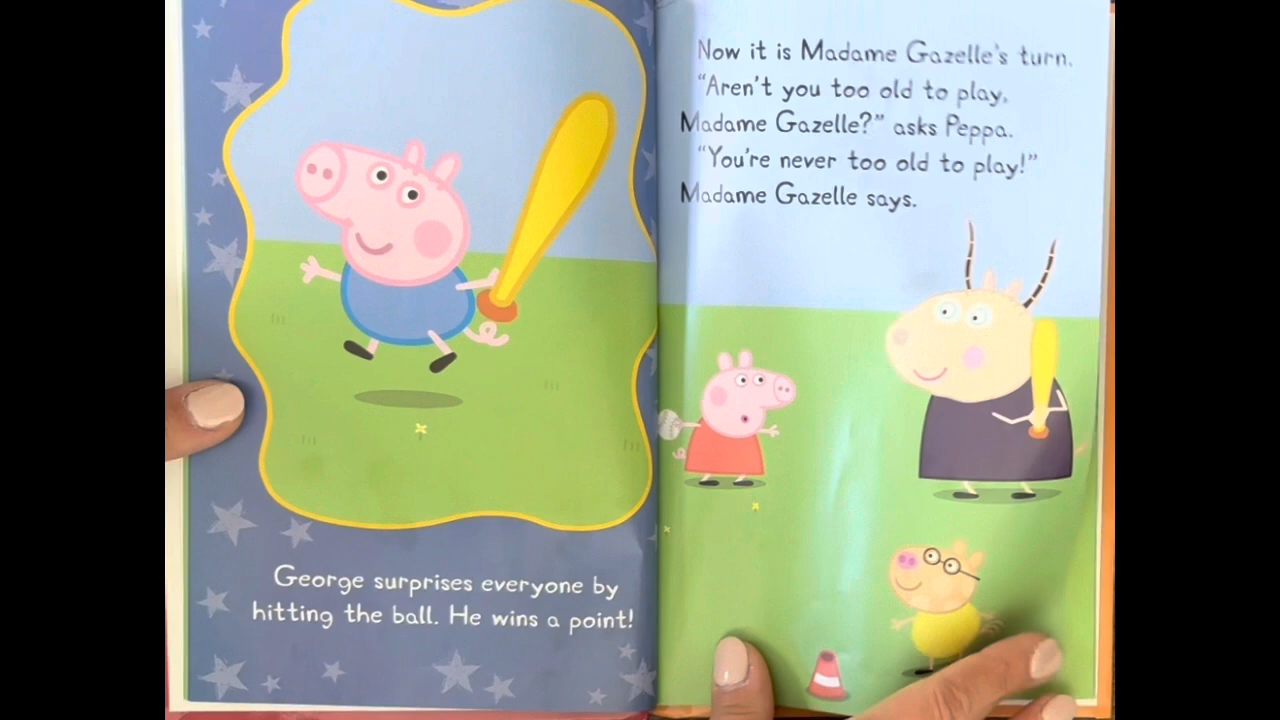 George surprises everyone by
hitting the ball. He wins a point!
Now it is Madame Gazelle's turn.
"Aren't you too old to play,
Madame Gazelle?" asks Peppa.
"You're never too old to play!"
Madame Gazelle says.